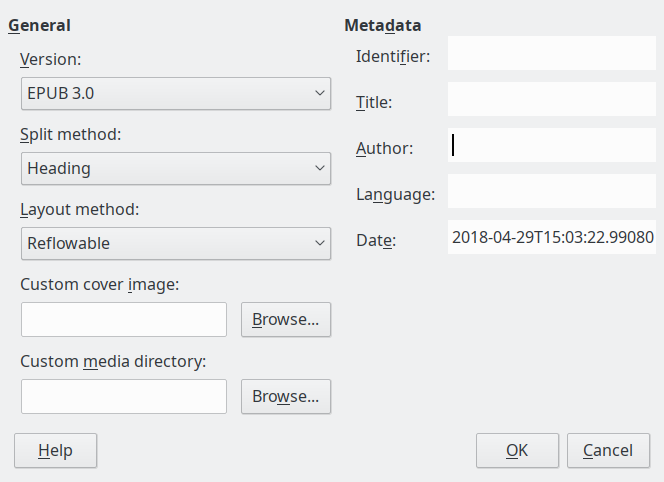 General
Version:
EPUB 3.0
Split method:
Heading
Layout method:
Reflowable
Custom cover image:
Browse...
Custom media directory:
Browse...
Metadata
Identifier:
Title:
Author:
Language:
Date: 2018-04-29T15:03:22.99080
Help
OK
Cancel